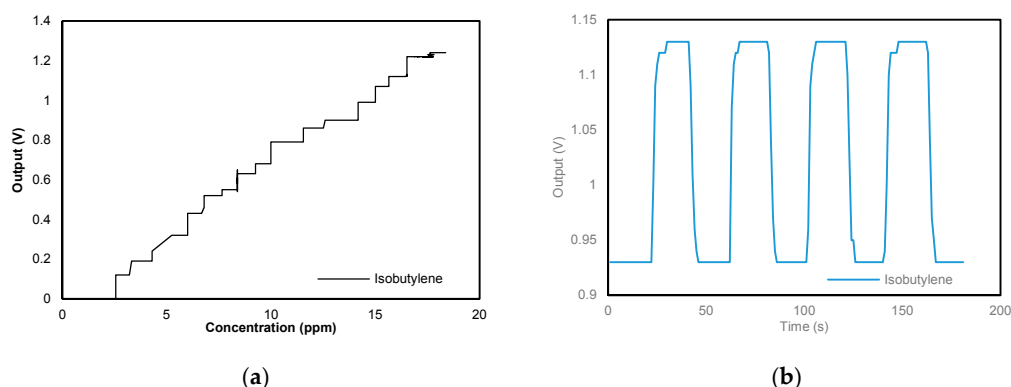 1.4
1.2
1
0.8
0.6
0.4
0.2
0
0 5 10 15 20
Output (V)
Concentration (ppm)
Isobutylene
(a)
1.15
1.1
1.05
1
0.95
0.9
0 50 100 150 200
Output (V)
Time (s)
Isobutylene
(b)